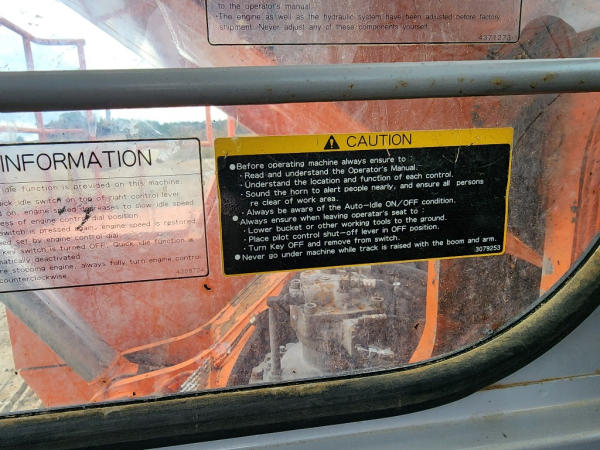 to the operator's manual.
·The engine as well as the hydraulic system have been adjusted before factory
shipment. Never adjust any of these components yourself.
4371273
INFORMATION
idle function is provided on this machine.
idle switch on top of right control lever
on, engine speed decreases to slow idle speed
ess of engine control dial position
switch is pressed again, engine speed is restored
ed set by engine control dial.
key switch is turned OFF, Quick idle function is
matically deactivated.
re stopping engine, always fully turn engine control
counterclockwise.
⚠ CAUTION
●Before operating machine always ensure to :
·Read and understand the Operator's Manual.
·Understand the location and function of each control.
·Sound the horn to alert people nearly, and ensure all persons
re clear of work area.
·Always be aware of the Auto-Idle ON/OFF condition.
●Always ensure when leaving operatar's seat to :
·Lower bucket or other working tools to the ground.
·Place pilot control shut-off lever in OFF position.
·Turn Key OFF and remove from switch.
●Never go under machine while track is raised with the boom and arm.
3079253